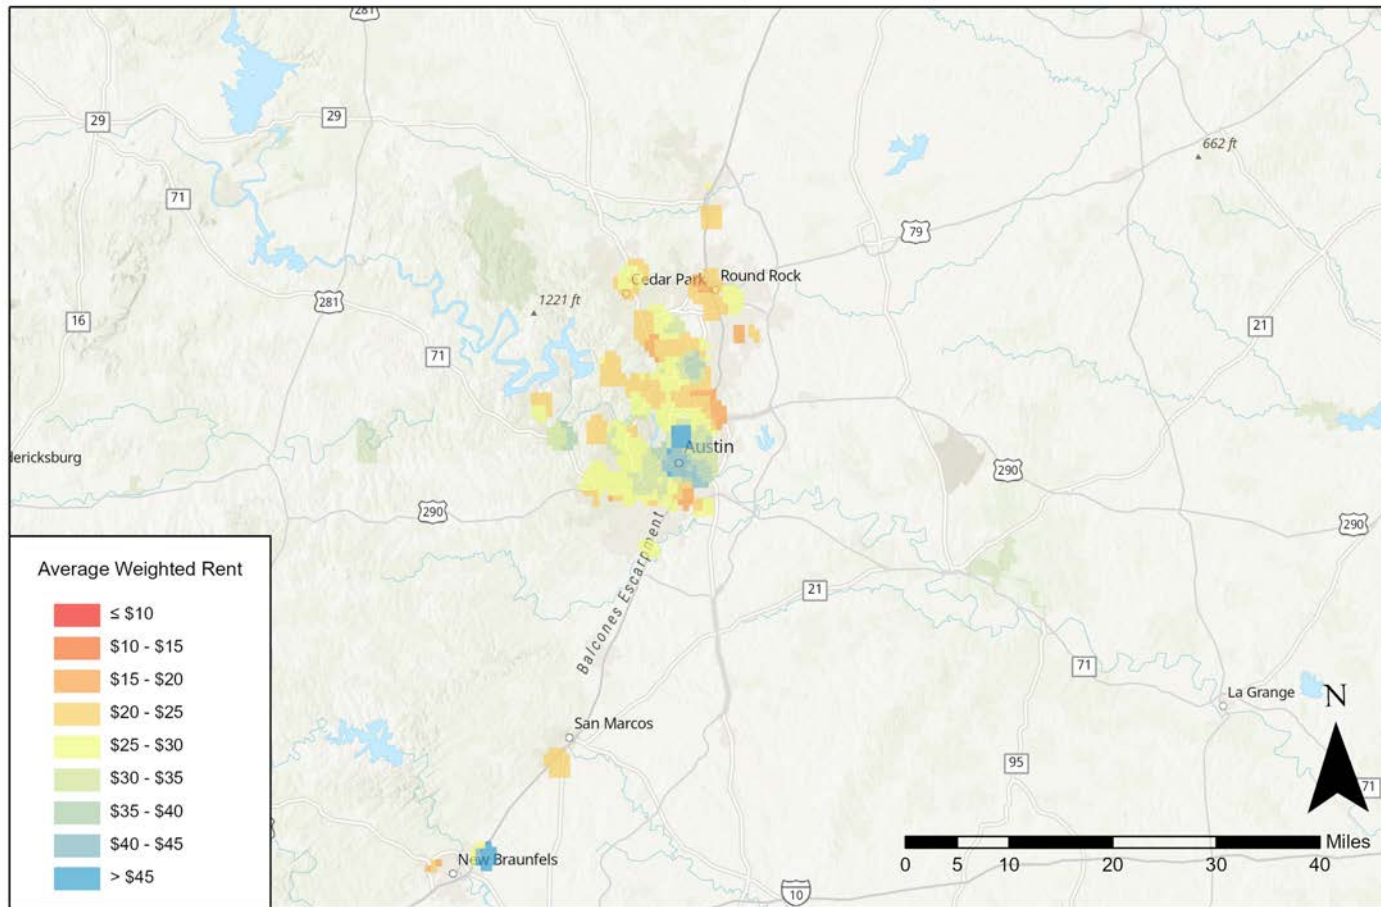 281
29
29
662 ft
71
79
Cedar Park
Round Rock
281
1221 ft
16
21
71
Austin
dericksburg
290
290
290
Balcones Escarpment
Average Weighted Rent
≤ $10
$10 - $15
$15 - $20
$20 - $25
$25 - $30
$30 - $35
$35 - $40
$40 - $45
> $45
21
71
La Grange
N
San Marcos
95
71
New Braunfels
Miles
0 5 10 20 30 40
10